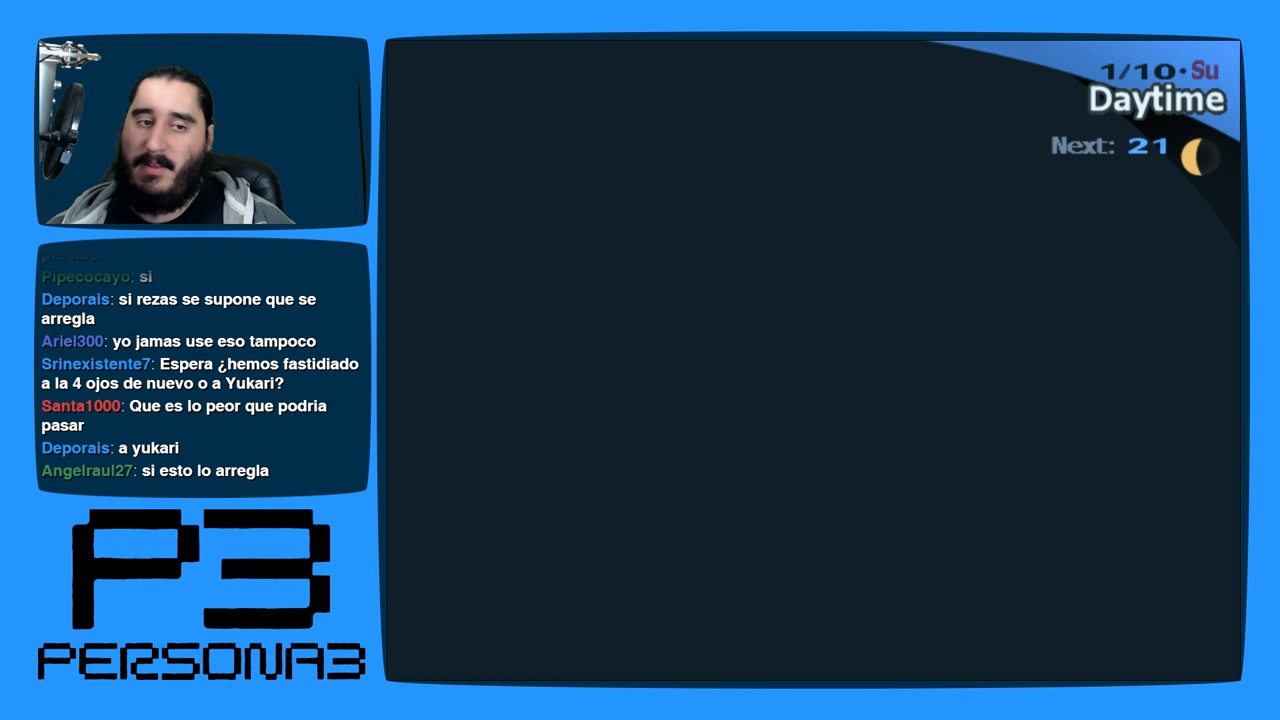 Pipecocayo: si
Deporais: si rezas se supone que se
arregla
Ariel300: yo jamas use eso tampoco
Srinexistente7: Espera ¿hemos fastidiado
a la 4 ojos de nuevo o a Yukari?
Santa1000: Que es lo peor que podria
pasar
Deporais: a yukari
Angelraul27: si esto lo arregla
P3
PERSONA3
1/10·Su
Daytime
Next: 21